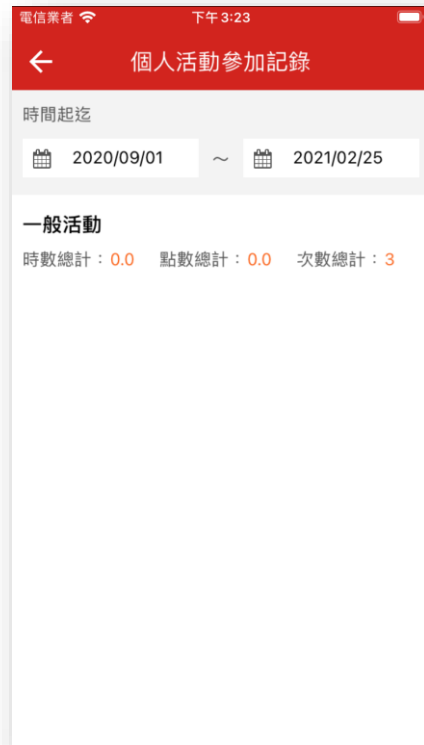 電信業者 下午3:23
個人活動參加記錄
時間起迄
2020/09/01 ～ 2021/02/25
一般活動
時數總計：0.0 點數總計：0.0 次數總計：3